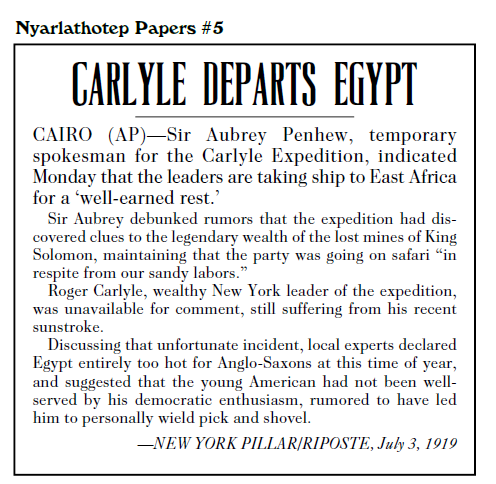 Nyarlathotep Papers #5
CARLYLE DEPARTS EGYPT
CAIRO (AP)—Sir Aubrey Penhew, temporary
spokesman for the Carlyle Expedition, indicated
Monday that the leaders are taking ship to East Africa
for a ‘well-earned rest.’
Sir Aubrey debunked rumors that the expedition had dis-
covered clues to the legendary wealth of the lost mines of King
Solomon, maintaining that the party was going on safari “in
respite from our sandy labors.”
Roger Carlyle, wealthy New York leader of the expedition,
was unavailable for comment, still suffering from his recent
sunstroke.
Discussing that unfortunate incident, local experts declared
Egypt entirely too hot for Anglo-Saxons at this time of year,
and suggested that the young American had not been well-
served by his democratic enthusiasm, rumored to have led
him to personally wield pick and shovel.
—NEW YORK PILLAR/RIPOSTE, July 3, 1919